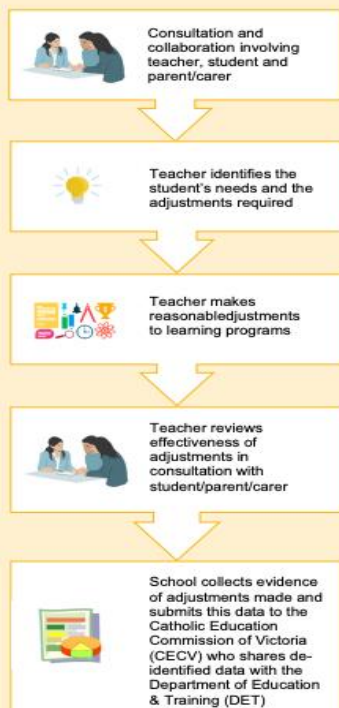 Consultation and
collaboration involving
teacher, student and
parent/carer
Teacher identifies the
student's needs and the
adjustments required
Teacher makes
reasonableadjustments
to learning programs
Teacher reviews
effectiveness of
adjustments in
consultation with
student/parent/carer
School collects evidence
of adjustments made and
submits this data to the
Catholic Education
Commission of Victoria
(CECV) who shares de-
identified data with the
Department of Education
& Training (DET)